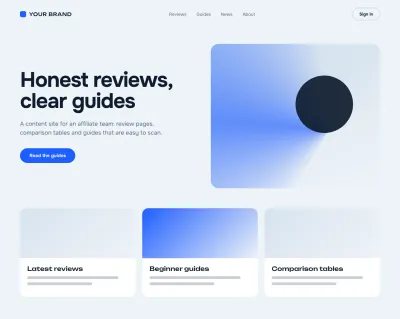 YOUR BRAND
Reviews Guides News About
Sign in
Honest reviews,
clear guides
A content site for an affiliate team: review pages,
comparison tables and guides that are easy to scan.
Read the guides
Latest reviews
Beginner guides
Comparison tables